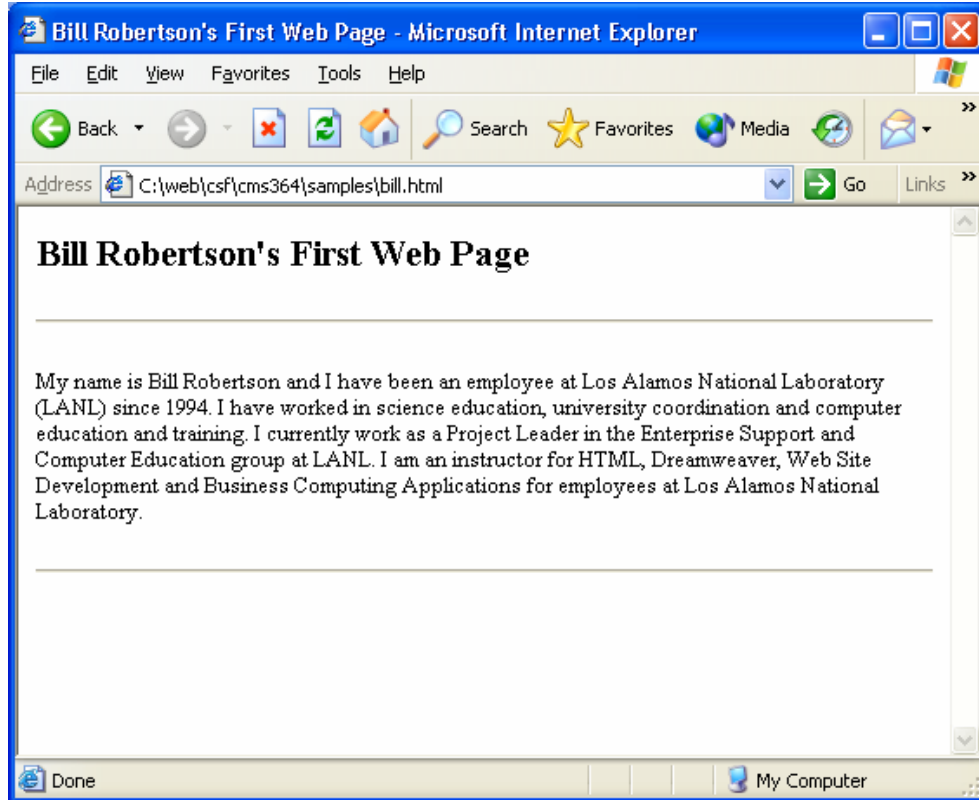 Bill Robertson's First Web Page - Microsoft Internet Explorer
File Edit View Favorites Tools Help
Back Search Favorites Media »
Address C:\web\csf\cms364\samples\bill.html Go Links »
Bill Robertson's First Web Page
My name is Bill Robertson and I have been an employee at Los Alamos National Laboratory
(LANL) since 1994. I have worked in science education, university coordination and computer
education and training. I currently work as a Project Leader in the Enterprise Support and
Computer Education group at LANL. I am an instructor for HTML, Dreamweaver, Web Site
Development and Business Computing Applications for employees at Los Alamos National
Laboratory.
Done My Computer